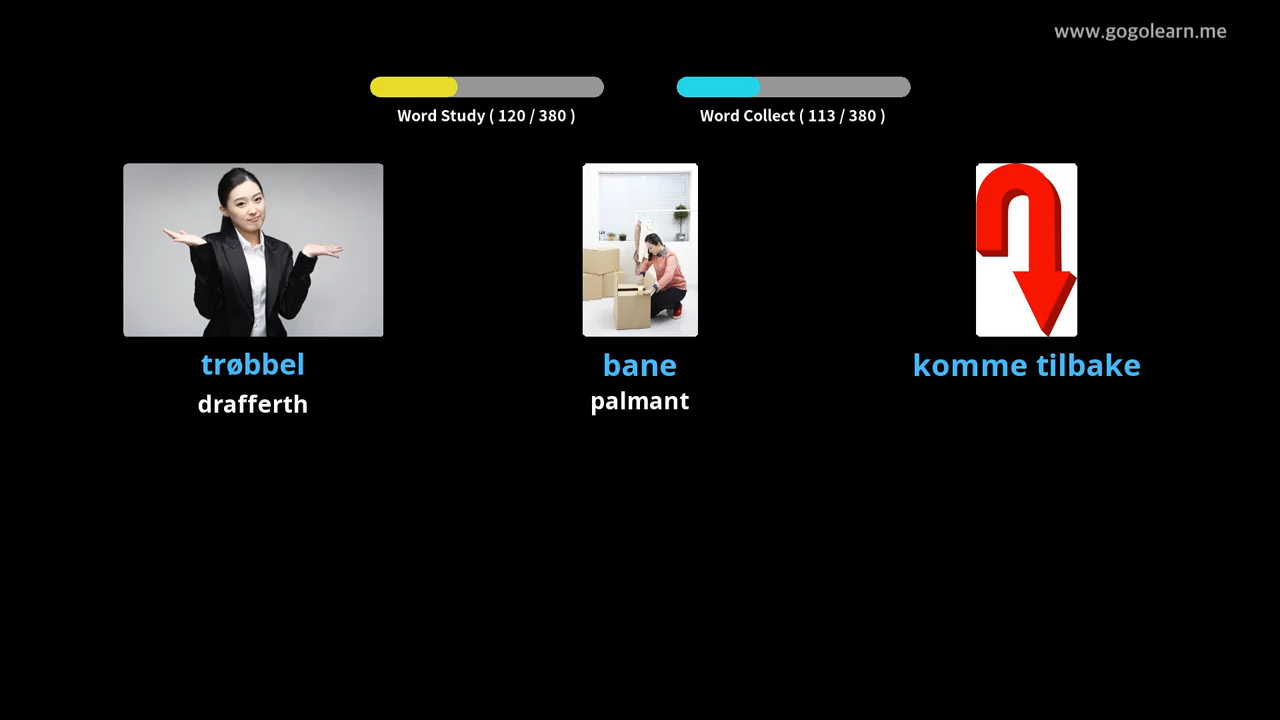 www.gogolearn.me
Word Study ( 120 / 380 )
Word Collect ( 113 / 380 )
trøbbel
bane
komme tilbake
drafferth
palmant